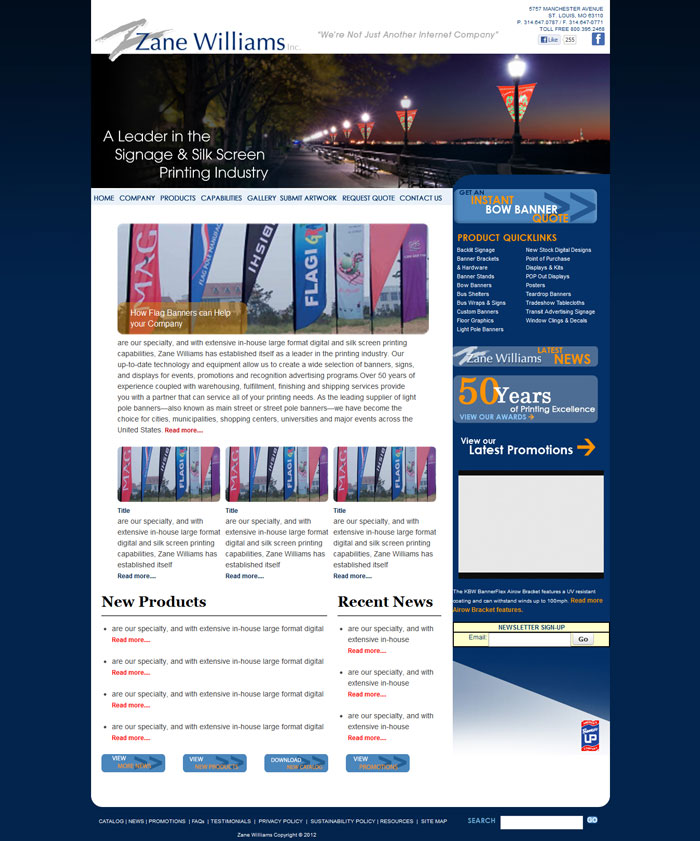 Zane Williams Inc.
"We're Not Just Another Internet Company"
5757 MANCHESTER AVENUE
ST. LOUIS, MO 63110
P. 314.647.0787 / F. 314.647.0771
TOLL FREE 800.395.2468
Like 255
A Leader in the
Signage & Silk Screen
Printing Industry
HOME COMPANY PRODUCTS CAPABILITIES GALLERY SUBMIT ARTWORK REQUEST QUOTE CONTACT US
How Flag Banners can Help
your Company
are our specialty, and with extensive in-house large format digital and silk screen printing
capabilities, Zane Williams has established itself as a leader in the printing industry. Our
up-to-date technology and equipment allow us to create a wide selection of banners, signs,
and displays for events, promotions and recognition advertising programs.Over 50 years of
experience coupled with warehousing, fulfillment, finishing and shipping services provide
you with a partner that can service all of your printing needs. As the leading supplier of light
pole banners—also known as main street or street pole banners—we have become the
choice for cities, municipalities, shopping centers, universities and major events across the
United States. Read more....
Title
are our specialty, and with
extensive in-house large format
digital and silk screen printing
capabilities, Zane Williams has
established itself
Read more....
Title
are our specialty, and with
extensive in-house large format
digital and silk screen printing
capabilities, Zane Williams has
established itself
Read more....
Title
are our specialty, and with
extensive in-house large format
digital and silk screen printing
capabilities, Zane Williams has
established itself
Read more....
New Products
are our specialty, and with extensive in-house large format digital
Read more....
are our specialty, and with extensive in-house large format digital
Read more....
are our specialty, and with extensive in-house large format digital
Read more....
are our specialty, and with extensive in-house large format digital
Read more....
Recent News
are our specialty, and with
extensive in-house
Read more....
are our specialty, and with
extensive in-house
Read more....
are our specialty, and with
extensive in-house
Read more....
VIEW
MORE NEWS
VIEW
NEW PRODUCTS
DOWNLOAD
VIEW
PROMOTIONS
GET AN
INSTANT
BOW BANNER
QUOTE
PRODUCT QUICKLINKS
Backlit Signage
Banner Brackets
& Hardware
Banner Stands
Bow Banners
Bus Shelters
Bus Wraps & Signs
Custom Banners
Floor Graphics
Light Pole Banners
New Stock Digital Designs
Point of Purchase
Displays & Kits
POP Out Displays
Posters
Teardrop Banners
Tradeshow Tablecloths
Transit Advertising Signage
Window Clings & Decals
Zane Williams LATEST
NEWS
50 Years
of Printing Excellence
VIEW OUR AWARDS
View our
Latest Promotions
The KBW BannerFlex Airow Bracket features a UV resistant
coating and can withstand winds up to 100mph. Read more
Airow Bracket features.
NEWSLETTER SIGN-UP
Email: Go
Banner
UP
CATALOG | NEWS | PROMOTIONS | FAQs | TESTIMONIALS | PRIVACY POLICY | SUSTAINABILITY POLICY | RESOURCES | SITE MAP
Zane Williams Copyright © 2012
SEARCH GO